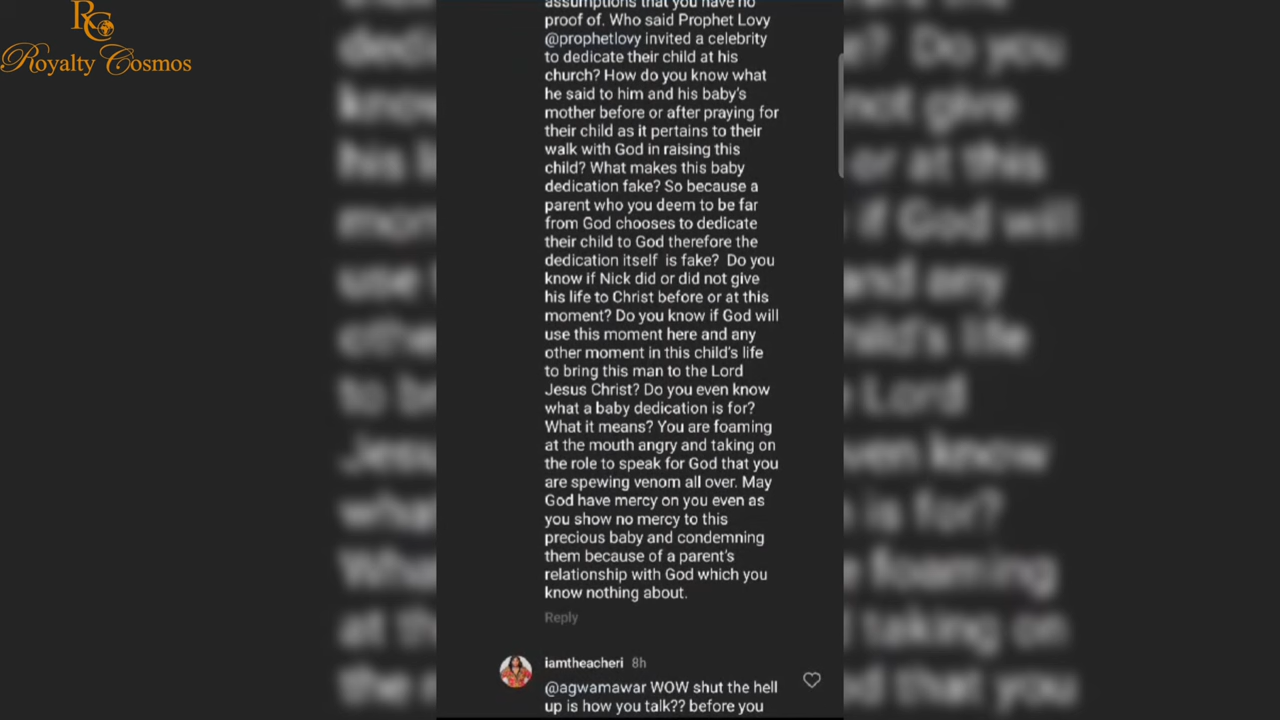 RC
Royalty Cosmos
assumptions that you have no
proof of. Who said Prophet Lovy
@prophetlovy invited a celebrity
to dedicate their child at his
church? How do you know what
he said to him and his baby's
mother before or after praying for
their child as it pertains to their
walk with God in raising this
child? What makes this baby
dedication fake? So because a
parent who you deem to be far
from God chooses to dedicate
their child to God therefore the
dedication itself is fake? Do you
know if Nick did or did not give
his life to Christ before or at this
moment? Do you know if God will
use this moment here and any
other moment in this child's life
to bring this man to the Lord
Jesus Christ? Do you even know
what a baby dedication is for?
What it means? You are foaming
at the mouth angry and taking on
the role to speak for God that you
are spewing venom all over. May
God have mercy on you even as
you show no mercy to this
precious baby and condemning
them because of a parent's
relationship with God which you
know nothing about.
Reply
iamtheacheri 8h
@agwamawar WOW shut the hell
up is how you talk?? before you